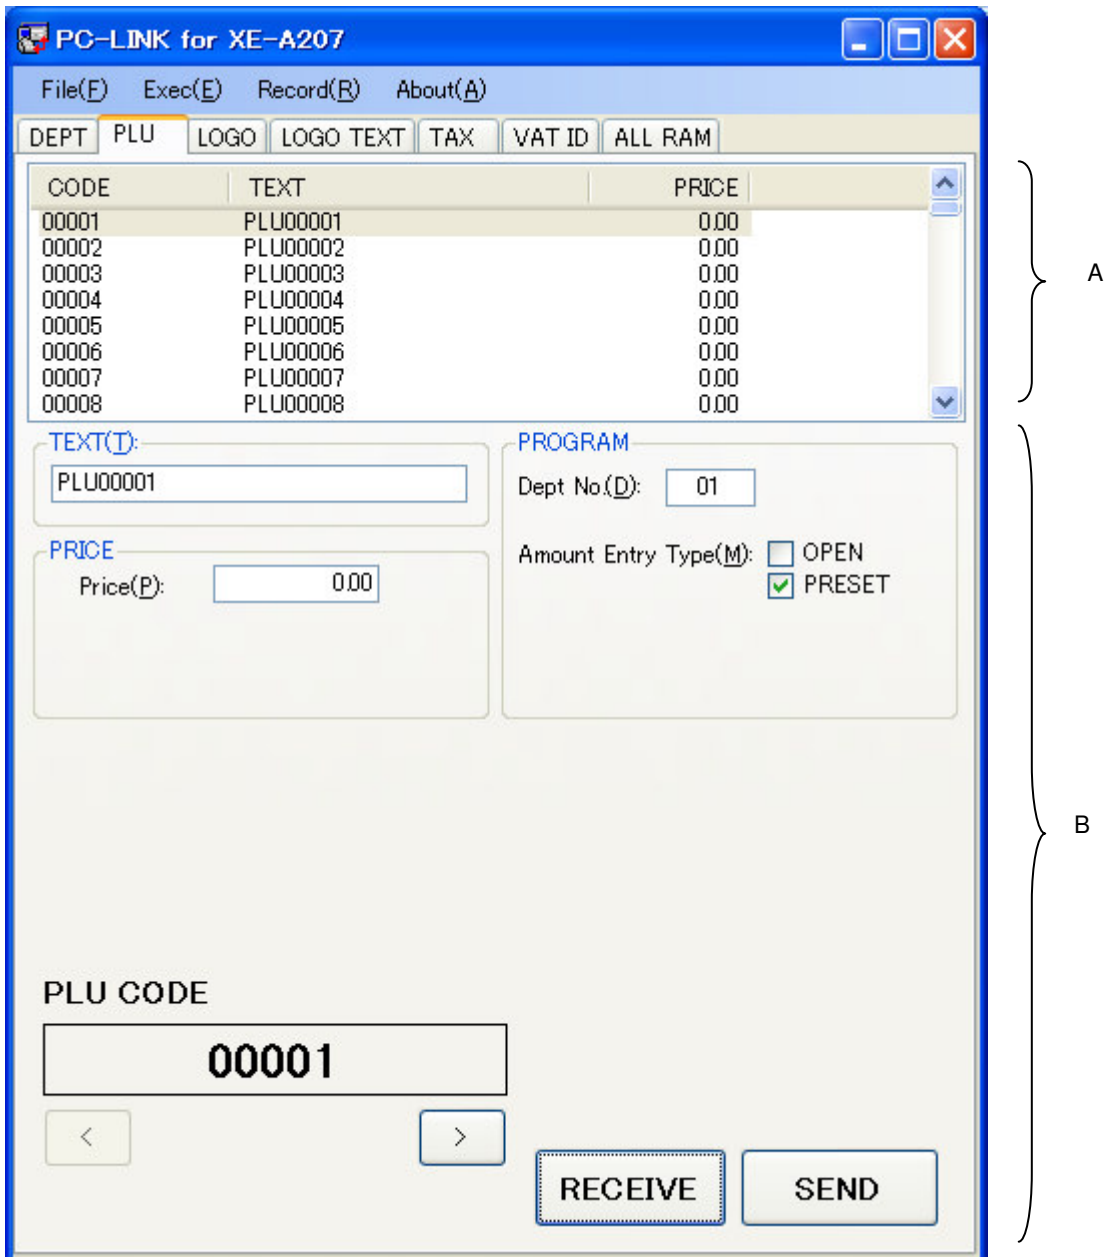 PC-LINK for XE-A207
File(F) Exec(E) Record(R) About(A)
DEPT PLU LOGO LOGO TEXT TAX VAT ID ALL RAM
CODE TEXT PRICE
00001 PLU00001 0.00
00002 PLU00002 0.00
00003 PLU00003 0.00
00004 PLU00004 0.00
00005 PLU00005 0.00
00006 PLU00006 0.00
00007 PLU00007 0.00
00008 PLU00008 0.00
A
TEXT(T):
PLU00001
PRICE
Price(P): 0.00
PROGRAM
Dept No.(D): 01
Amount Entry Type(M): OPEN
PRESET
B
PLU CODE
00001
< >
RECEIVE SEND